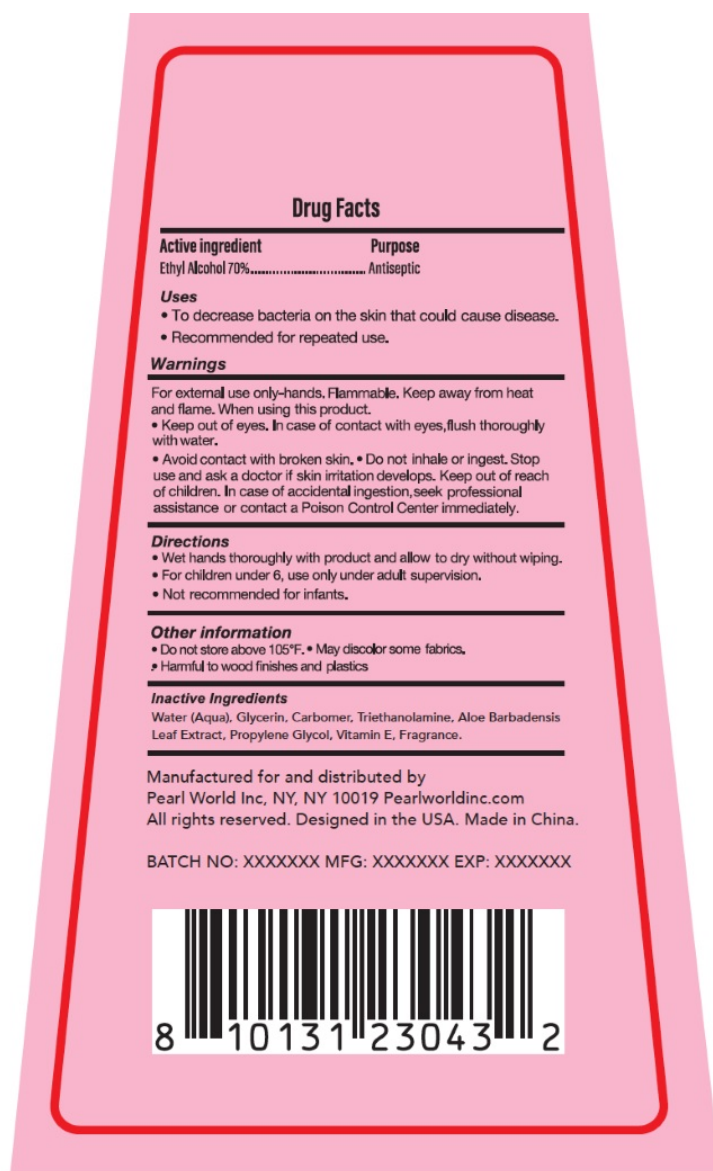 Drug Facts
Active ingredient Purpose
Ethyl Alcohol 70%........................................ Antiseptic
Uses
• To decrease bacteria on the skin that could cause disease.
• Recommended for repeated use.
Warnings
For external use only-hands. Flammable. Keep away from heat
and flame. When using this product.
• Keep out of eyes. In case of contact with eyes,flush thoroughly
with water.
• Avoid contact with broken skin. • Do not inhale or ingest. Stop
use and ask a doctor if skin irritation develops. Keep out of reach
of children. In case of accidental ingestion,seek professional
assistance or contact a Poison Control Center immediately.
Directions
• Wet hands thoroughly with product and allow to dry without wiping.
• For children under 6, use only under adult supervision.
• Not recommended for infants.
Other information
• Do not store above 105°F. • May discolor some fabrics.
• Harmful to wood finishes and plastics
Inactive Ingredients
Water (Aqua), Glycerin, Carbomer, Triethanolamine, Aloe Barbadensis
Leaf Extract, Propylene Glycol, Vitamin E, Fragrance.
Manufactured for and distributed by
Pearl World Inc, NY, NY 10019 Pearlworldinc.com
All rights reserved. Designed in the USA. Made in China.
BATCH NO: XXXXXXX MFG: XXXXXXX EXP: XXXXXXX
8 10131 23043 2